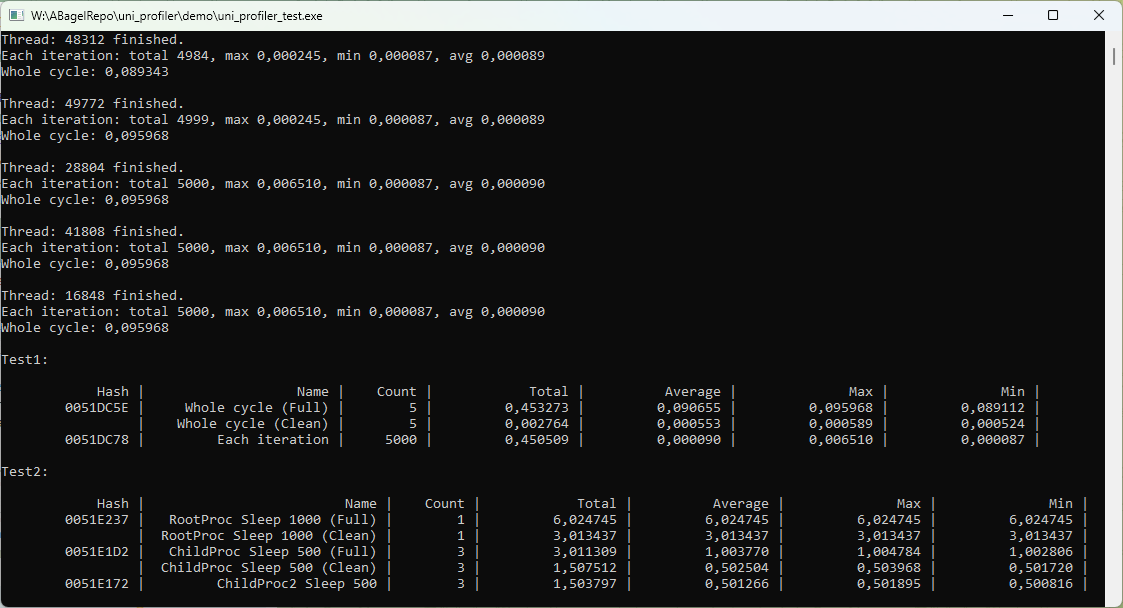 W:\ABagelRepo\uni_profiler\demo\uni_profiler_test.exe
Thread: 48312 finished.
Each iteration: total 4984, max 0,000245, min 0,000087, avg 0,000089
Whole cycle: 0,089343
Thread: 49772 finished.
Each iteration: total 4999, max 0,000245, min 0,000087, avg 0,000089
Whole cycle: 0,095968
Thread: 28804 finished.
Each iteration: total 5000, max 0,006510, min 0,000087, avg 0,000090
Whole cycle: 0,095968
Thread: 41808 finished.
Each iteration: total 5000, max 0,006510, min 0,000087, avg 0,000090
Whole cycle: 0,095968
Thread: 16848 finished.
Each iteration: total 5000, max 0,006510, min 0,000087, avg 0,000090
Whole cycle: 0,095968
Test1:
Hash | Name | Count | Total | Average | Max | Min |
0051DC5E | Whole cycle (Full) | 5 | 0,453273 | 0,090655 | 0,095968 | 0,089112 |
| Whole cycle (Clean) | 5 | 0,002764 | 0,000553 | 0,000589 | 0,000524 |
0051DC78 | Each iteration | 5000 | 0,450509 | 0,000090 | 0,006510 | 0,000087 |
Test2:
Hash | Name | Count | Total | Average | Max | Min |
0051E237 | RootProc Sleep 1000 (Full) | 1 | 6,024745 | 6,024745 | 6,024745 | 6,024745 |
| RootProc Sleep 1000 (Clean) | 1 | 3,013437 | 3,013437 | 3,013437 | 3,013437 |
0051E1D2 | ChildProc Sleep 500 (Full) | 3 | 3,011309 | 1,003770 | 1,004784 | 1,002806 |
| ChildProc Sleep 500 (Clean) | 3 | 1,507512 | 0,502504 | 0,503968 | 0,501720 |
0051E172 | ChildProc2 Sleep 500 | 3 | 1,503797 | 0,501266 | 0,501895 | 0,500816 |